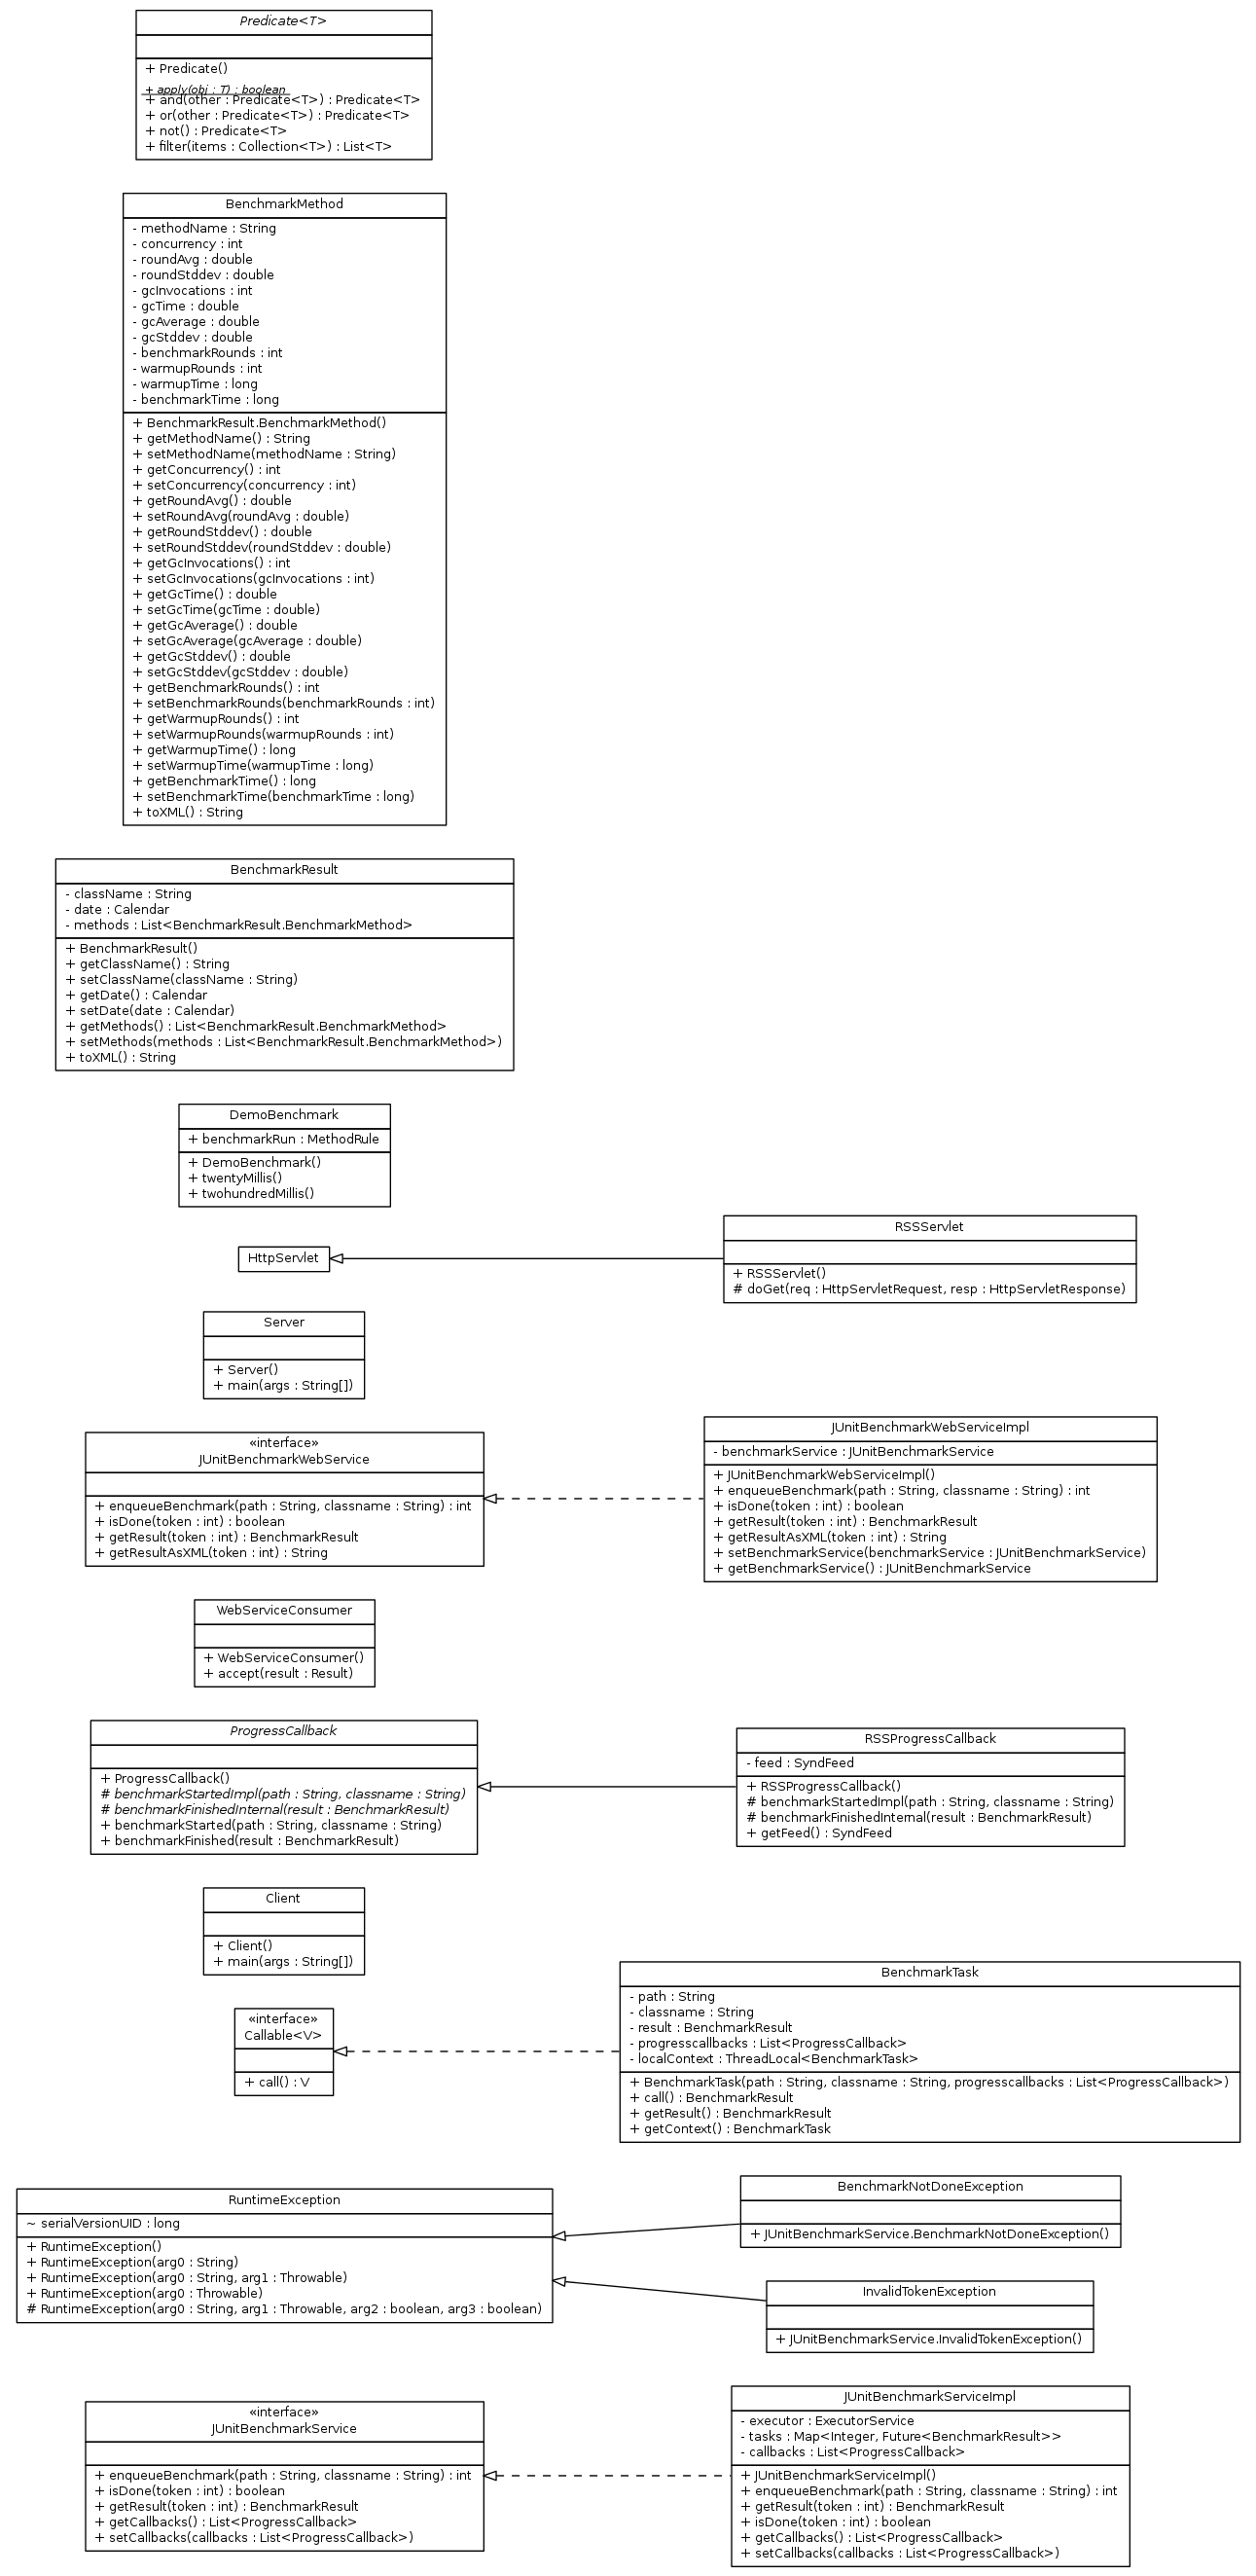 Predicate<T>
+ Predicate()
+ apply(obj : T) : boolean
+ and(other : Predicate<T>) : Predicate<T>
+ or(other : Predicate<T>) : Predicate<T>
+ not() : Predicate<T>
+ filter(items : Collection<T>) : List<T>
BenchmarkMethod
- methodName : String
- concurrency : int
- roundAvg : double
- roundStddev : double
- gcInvocations : int
- gcTime : double
- gcAverage : double
- gcStddev : double
- benchmarkRounds : int
- warmupRounds : int
- warmupTime : long
- benchmarkTime : long
+ BenchmarkResult.BenchmarkMethod()
+ getMethodName() : String
+ setMethodName(methodName : String)
+ getConcurrency() : int
+ setConcurrency(concurrency : int)
+ getRoundAvg() : double
+ setRoundAvg(roundAvg : double)
+ getRoundStddev() : double
+ setRoundStddev(roundStddev : double)
+ getGcInvocations() : int
+ setGcInvocations(gcInvocations : int)
+ getGcTime() : double
+ setGcTime(gcTime : double)
+ getGcAverage() : double
+ setGcAverage(gcAverage : double)
+ getGcStddev() : double
+ setGcStddev(gcStddev : double)
+ getBenchmarkRounds() : int
+ setBenchmarkRounds(benchmarkRounds : int)
+ getWarmupRounds() : int
+ setWarmupRounds(warmupRounds : int)
+ getWarmupTime() : long
+ setWarmupTime(warmupTime : long)
+ getBenchmarkTime() : long
+ setBenchmarkTime(benchmarkTime : long)
+ toXML() : String
BenchmarkResult
- className : String
- date : Calendar
- methods : List<BenchmarkResult.BenchmarkMethod>
+ BenchmarkResult()
+ getClassName() : String
+ setClassName(className : String)
+ getDate() : Calendar
+ setDate(date : Calendar)
+ getMethods() : List<BenchmarkResult.BenchmarkMethod>
+ setMethods(methods : List<BenchmarkResult.BenchmarkMethod>)
+ toXML() : String
DemoBenchmark
+ benchmarkRun : MethodRule
+ DemoBenchmark()
+ twentyMillis()
+ twohundredMillis()
HttpServlet
RSSServlet
+ RSSServlet()
# doGet(req : HttpServletRequest, resp : HttpServletResponse)
Server
+ Server()
+ main(args : String[])
«interface»
JUnitBenchmarkWebService
+ enqueueBenchmark(path : String, classname : String) : int
+ isDone(token : int) : boolean
+ getResult(token : int) : BenchmarkResult
+ getResultAsXML(token : int) : String
JUnitBenchmarkWebServiceImpl
- benchmarkService : JUnitBenchmarkService
+ JUnitBenchmarkWebServiceImpl()
+ enqueueBenchmark(path : String, classname : String) : int
+ isDone(token : int) : boolean
+ getResult(token : int) : BenchmarkResult
+ getResultAsXML(token : int) : String
+ setBenchmarkService(benchmarkService : JUnitBenchmarkService)
+ getBenchmarkService() : JUnitBenchmarkService
WebServiceConsumer
+ WebServiceConsumer()
+ accept(result : Result)
ProgressCallback
+ ProgressCallback()
# benchmarkStartedImpl(path : String, classname : String)
# benchmarkFinishedInternal(result : BenchmarkResult)
+ benchmarkStarted(path : String, classname : String)
+ benchmarkFinished(result : BenchmarkResult)
RSSProgressCallback
- feed : SyndFeed
+ RSSProgressCallback()
# benchmarkStartedImpl(path : String, classname : String)
# benchmarkFinishedInternal(result : BenchmarkResult)
+ getFeed() : SyndFeed
Client
+ Client()
+ main(args : String[])
«interface»
Callable<V>
+ call() : V
BenchmarkTask
- path : String
- classname : String
- result : BenchmarkResult
- progresscallbacks : List<ProgressCallback>
- localContext : ThreadLocal<BenchmarkTask>
+ BenchmarkTask(path : String, classname : String, progresscallbacks : List<ProgressCallback>)
+ call() : BenchmarkResult
+ getResult() : BenchmarkResult
+ getContext() : BenchmarkTask
RuntimeException
~ serialVersionUID : long
+ RuntimeException()
+ RuntimeException(arg0 : String)
+ RuntimeException(arg0 : String, arg1 : Throwable)
+ RuntimeException(arg0 : Throwable)
# RuntimeException(arg0 : String, arg1 : Throwable, arg2 : boolean, arg3 : boolean)
BenchmarkNotDoneException
+ JUnitBenchmarkService.BenchmarkNotDoneException()
InvalidTokenException
+ JUnitBenchmarkService.InvalidTokenException()
«interface»
JUnitBenchmarkService
+ enqueueBenchmark(path : String, classname : String) : int
+ isDone(token : int) : boolean
+ getResult(token : int) : BenchmarkResult
+ getCallbacks() : List<ProgressCallback>
+ setCallbacks(callbacks : List<ProgressCallback>)
JUnitBenchmarkServiceImpl
- executor : ExecutorService
- tasks : Map<Integer, Future<BenchmarkResult>>
- callbacks : List<ProgressCallback>
+ JUnitBenchmarkServiceImpl()
+ enqueueBenchmark(path : String, classname : String) : int
+ getResult(token : int) : BenchmarkResult
+ isDone(token : int) : boolean
+ getCallbacks() : List<ProgressCallback>
+ setCallbacks(callbacks : List<ProgressCallback>)